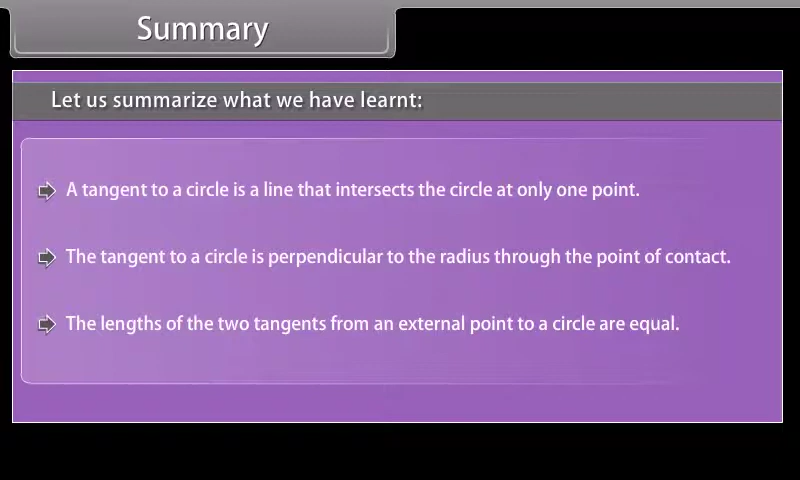 Summary
Let us summarize what we have learnt:
A tangent to a circle is a line that intersects the circle at only one point.
The tangent to a circle is perpendicular to the radius through the point of contact.
The lengths of the two tangents from an external point to a circle are equal.